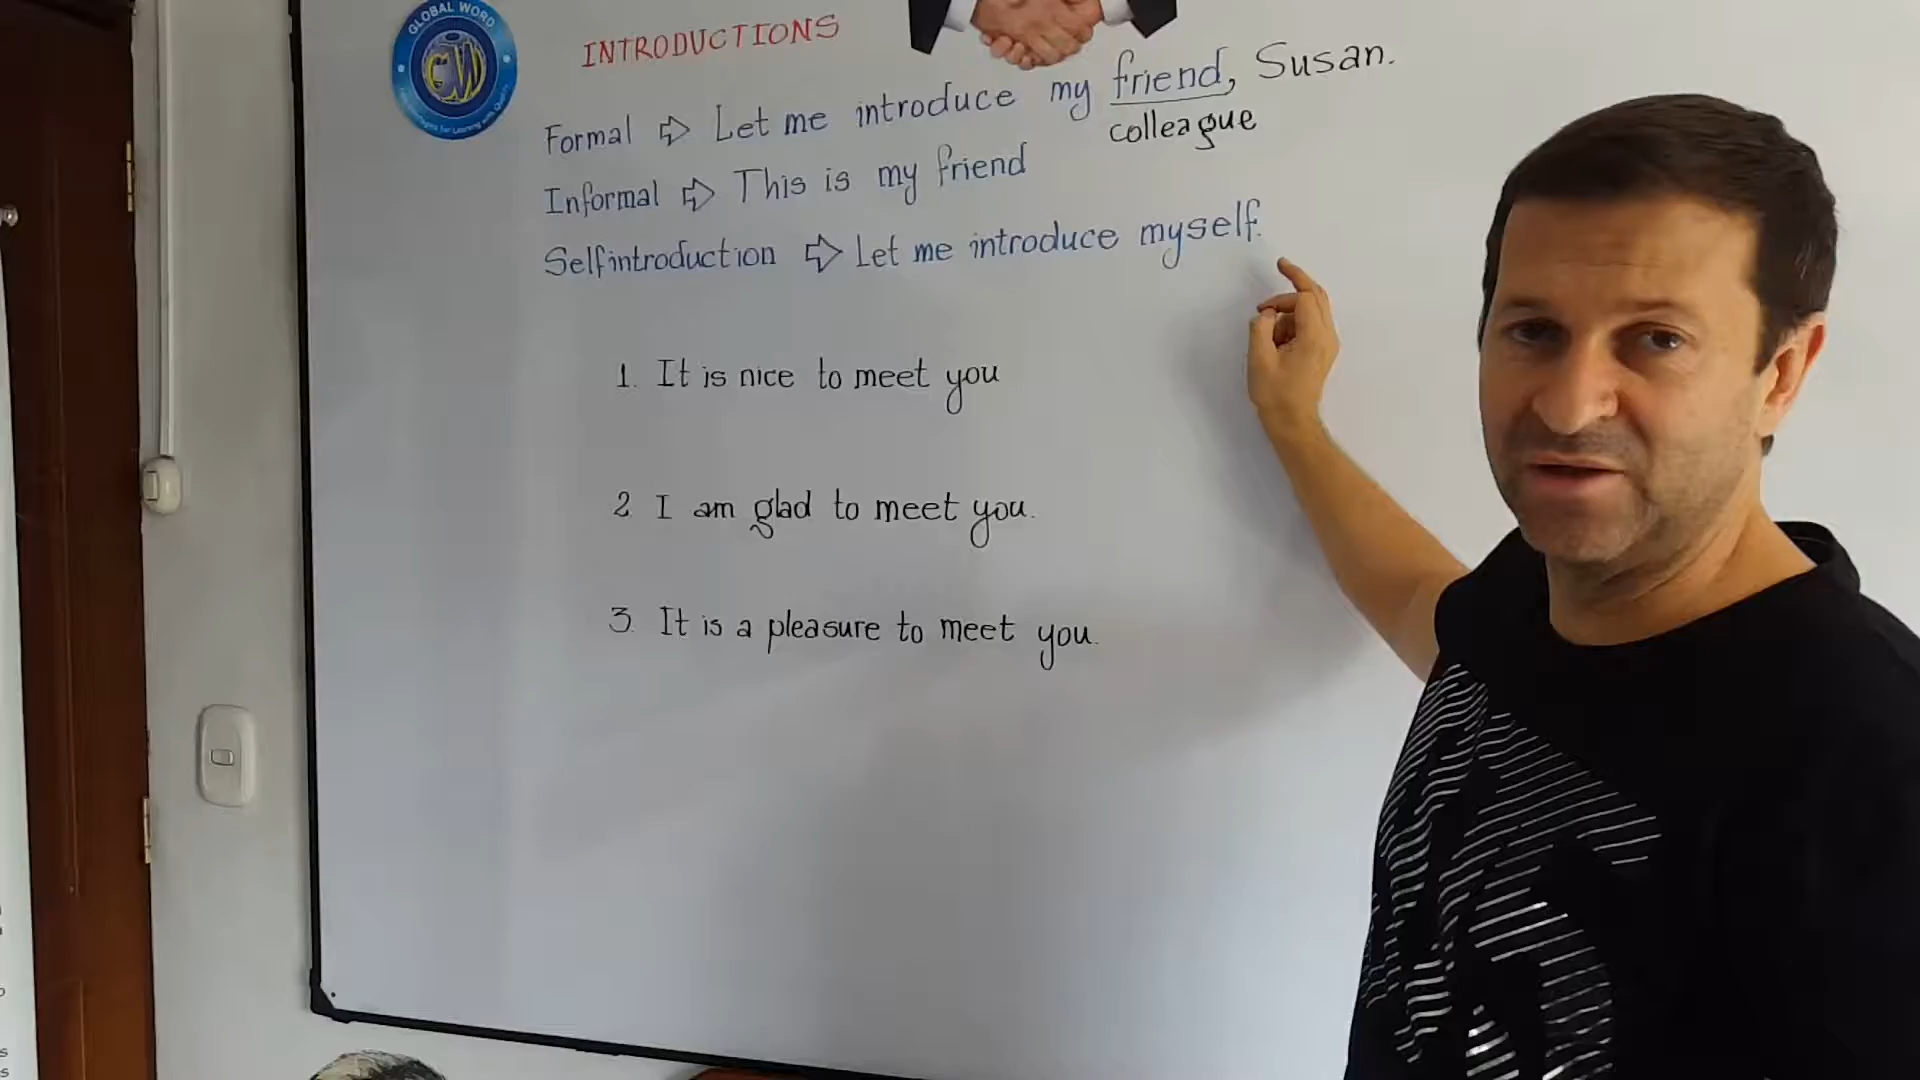 GLOBAL WORD
GW
INTRODUCTIONS
Formal ⇨ Let me introduce my friend, Susan.
colleague
Informal ⇨ This is my friend
Selfintroduction ⇨ Let me introduce myself.
1. It is nice to meet you
2. I am glad to meet you.
3. It is a pleasure to meet you.